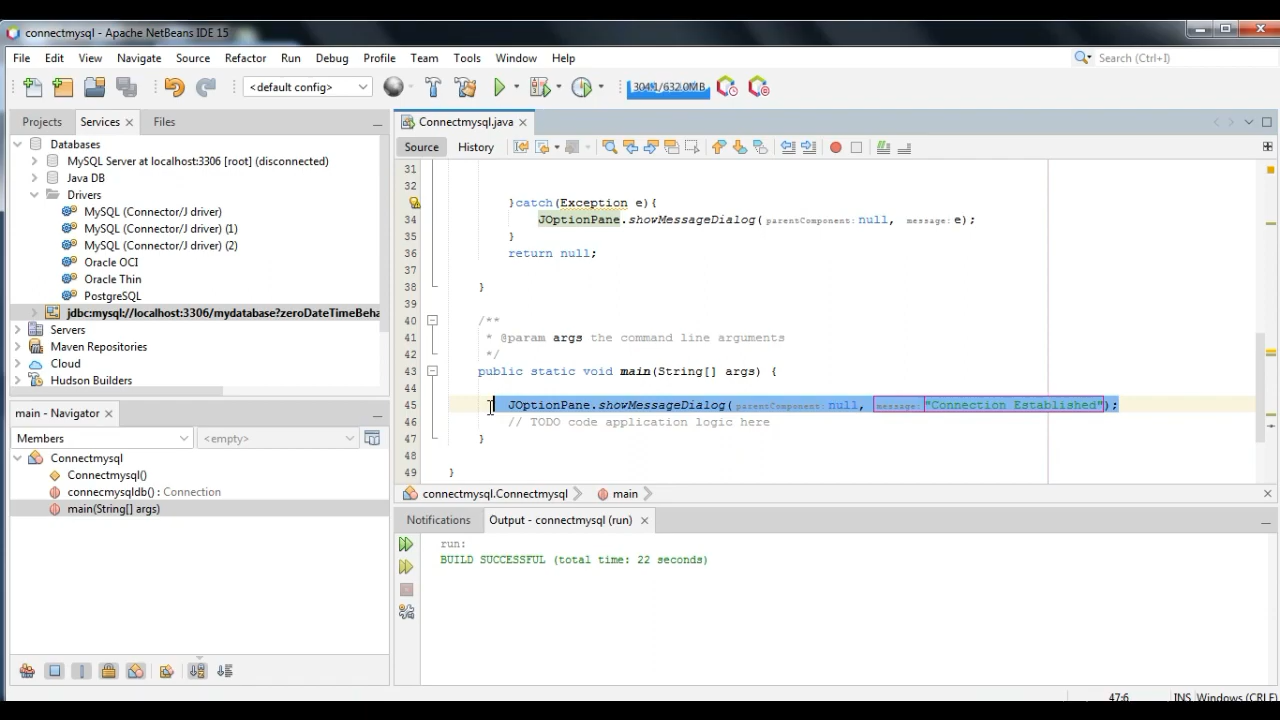 connectmysql - Apache NetBeans IDE 15
File Edit View Navigate Source Refactor Run Debug Profile Team Tools Window Help
Search (Ctrl+I)
<default config>
Projects Services Files
Connectmysql.java
Databases
MySQL Server at localhost:3306 [root] (disconnected)
Java DB
Drivers
MySQL (Connector/J driver)
MySQL (Connector/J driver) (1)
MySQL (Connector/J driver) (2)
Oracle OCI
Oracle Thin
PostgreSQL
jdbc:mysql://localhost:3306/mydatabase?zeroDateTimeBeha
Servers
Maven Repositories
Cloud
Hudson Builders
main - Navigator
Members <empty>
Connectmysql
Connectmysql()
connecmysqldb() : Connection
main(String[] args)
Source History
31
32
}catch(Exception e){
34 JOptionPane.showMessageDialog(parentComponent: null, message: e);
35 }
36 return null;
37
38 }
39
40 /**
41 * @param args the command line arguments
42 */
43 public static void main(String[] args) {
44
45 JOptionPane.showMessageDialog(parentComponent: null, message: "Connection Established");
46 // TODO code application logic here
47 }
48
49 }
connectmysql.Connectmysql main
Notifications Output - connectmysql (run)
run:
BUILD SUCCESSFUL (total time: 22 seconds)
47:6 INS Windows (CRLF)